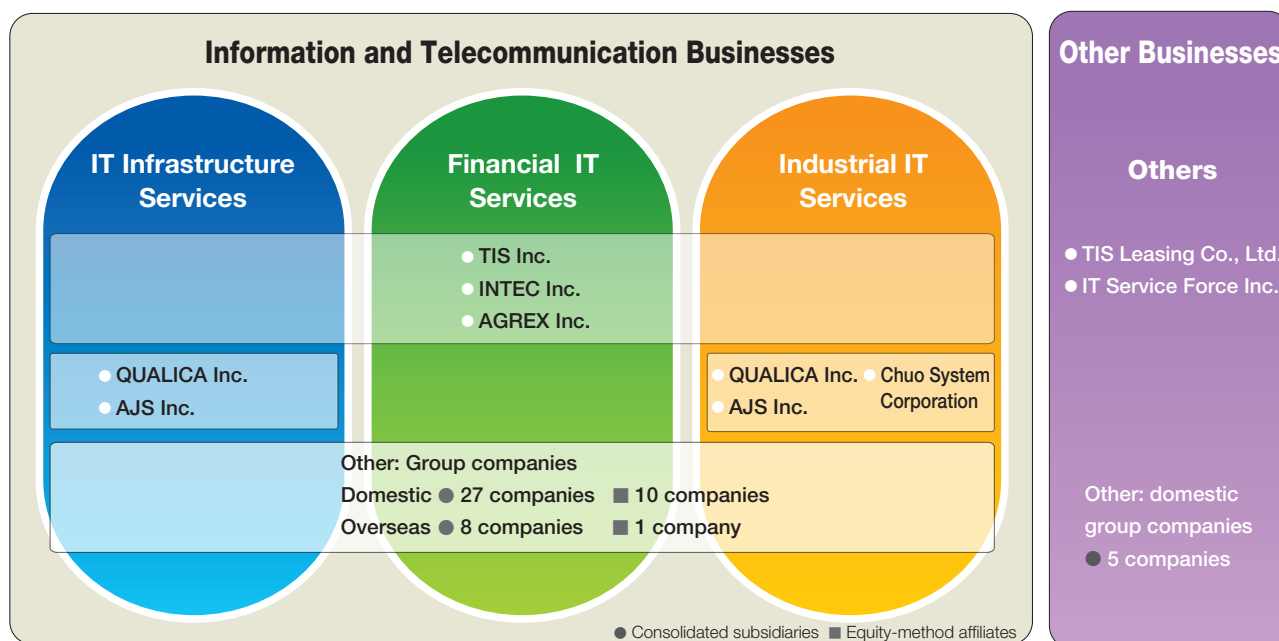 Information and Telecommunication Businesses
IT Infrastructure
Services
Financial IT
Services
Industrial IT
Services
● TIS Inc.
● INTEC Inc.
● AGREX Inc.
● QUALICA Inc.
● AJS Inc.
● QUALICA Inc.
● AJS Inc.
● Chuo System
Corporation
Other: Group companies
Domestic ● 27 companies ■ 10 companies
Overseas ● 8 companies ■ 1 company
● Consolidated subsidiaries ■ Equity-method affiliates
Other Businesses
Others
● TIS Leasing Co., Ltd.
● IT Service Force Inc.
Other: domestic
group companies
● 5 companies